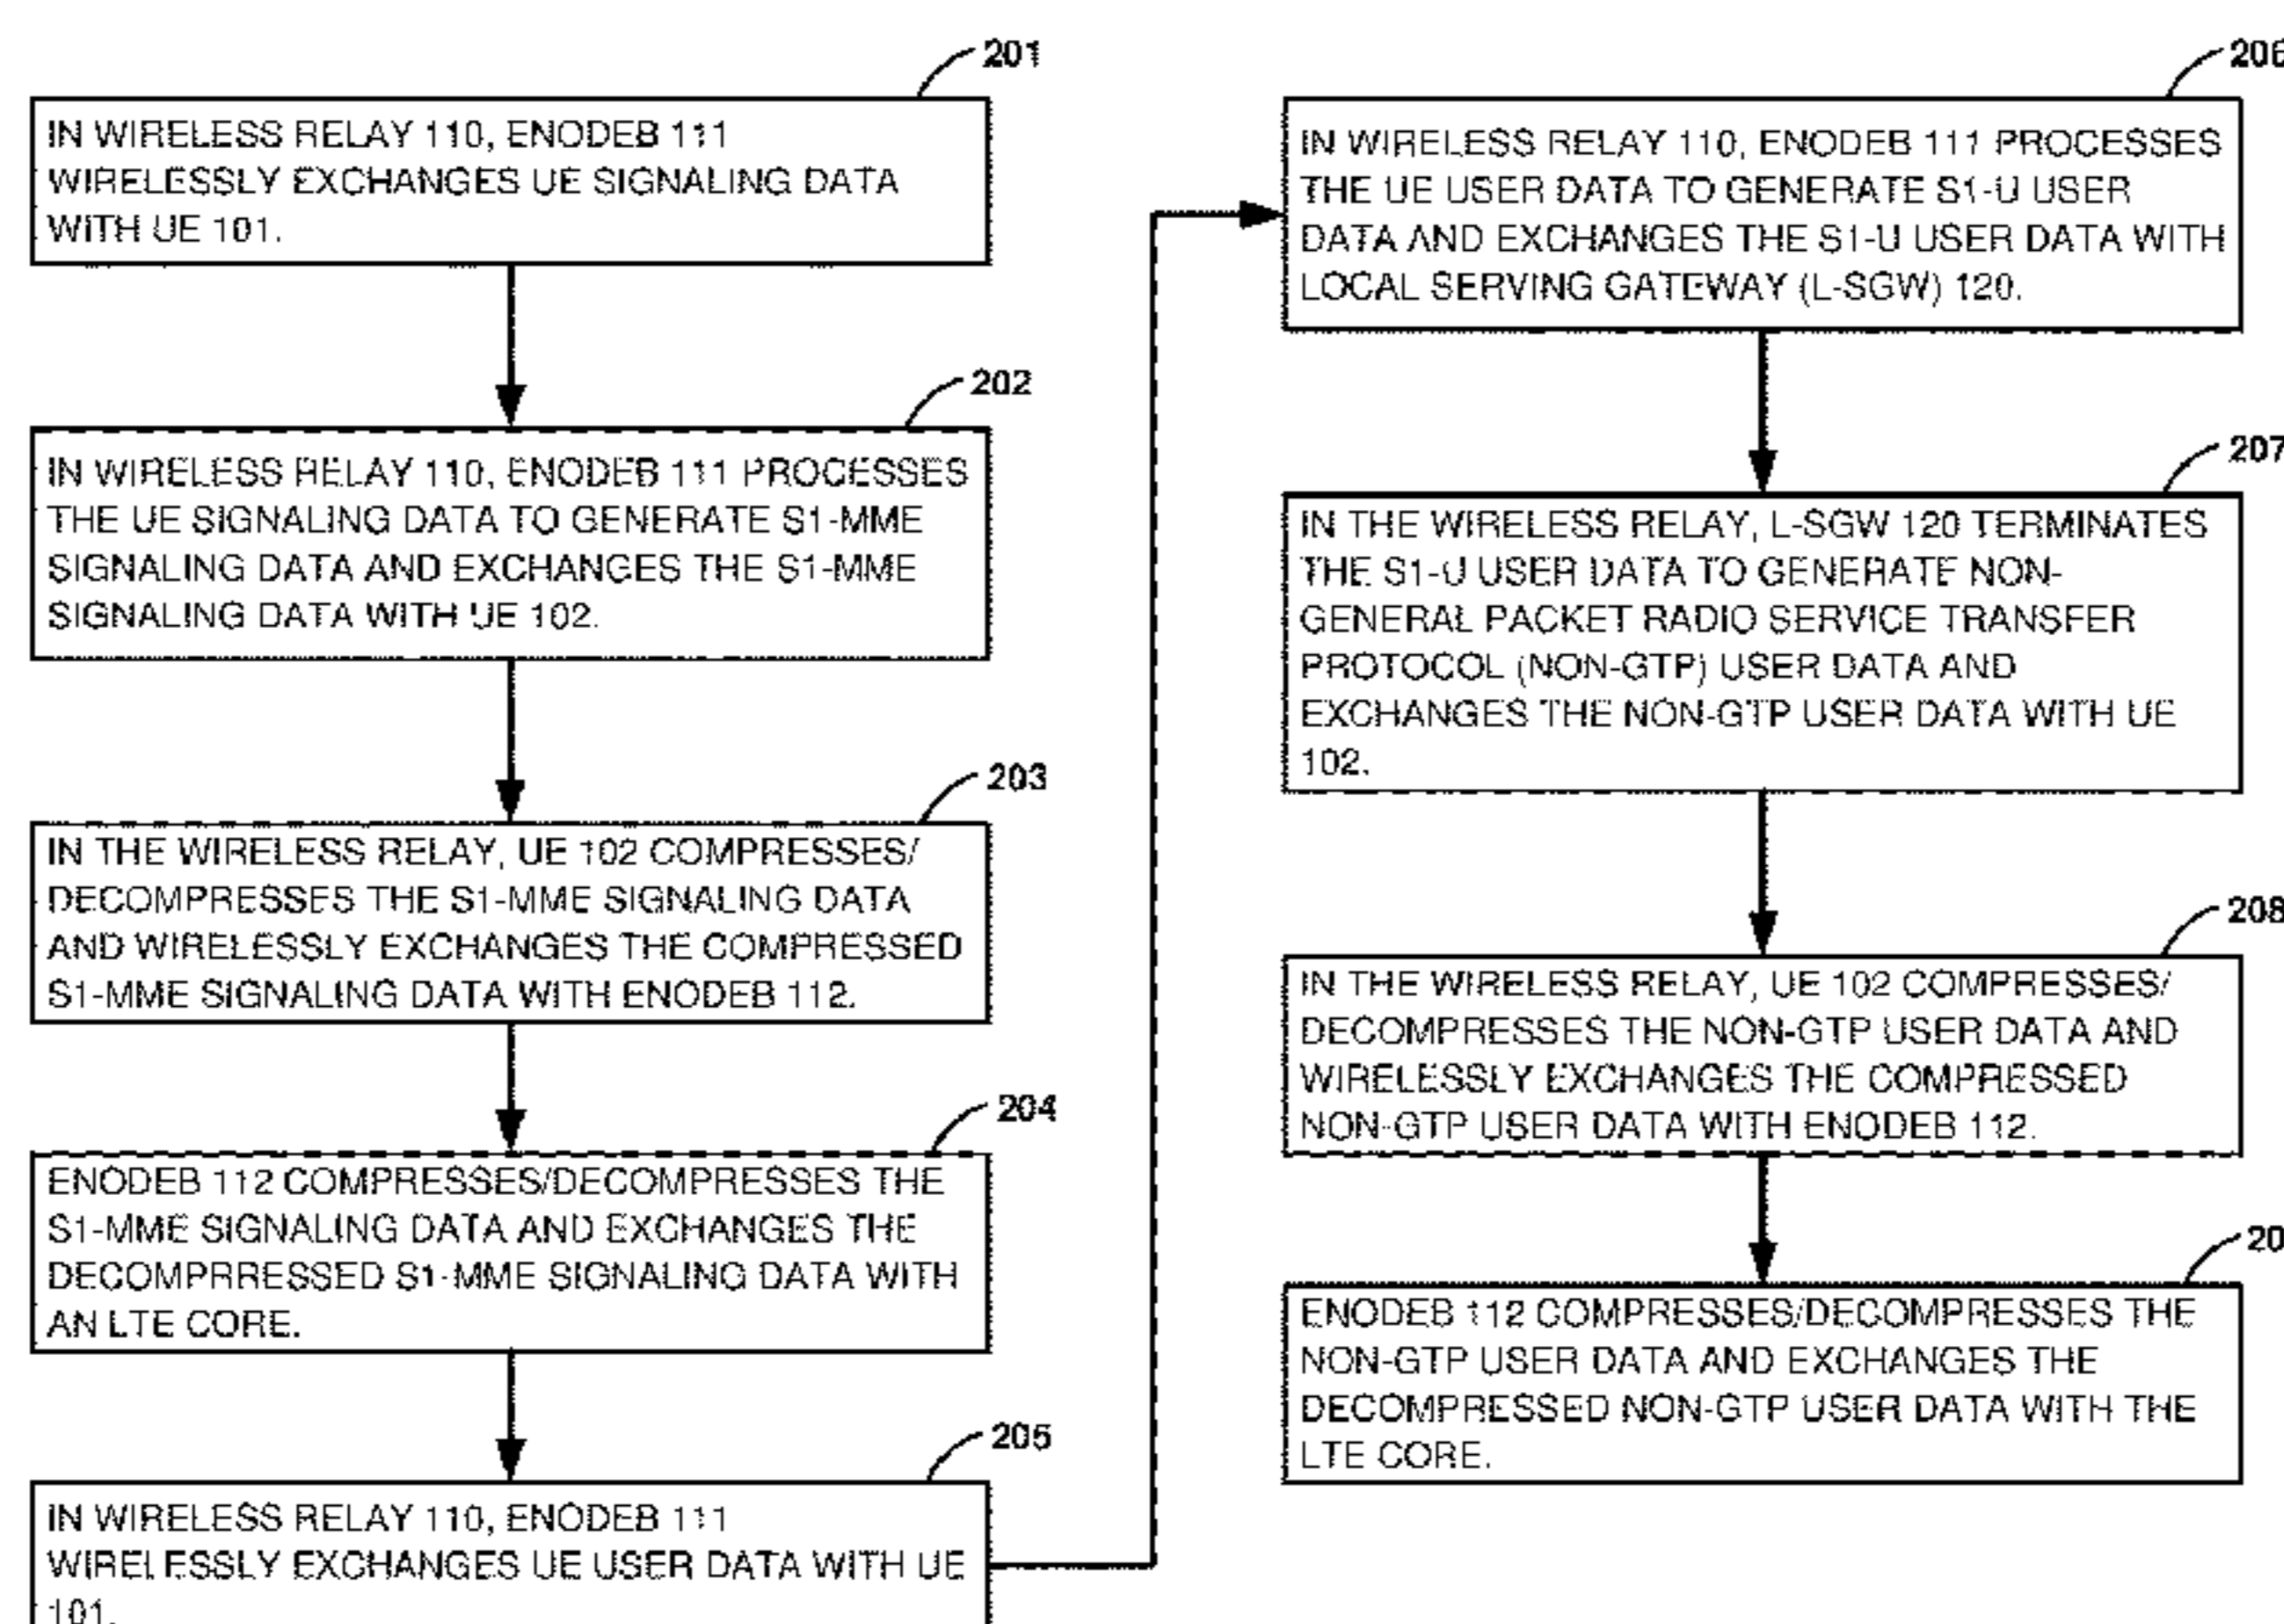 201
IN WIRELESS RELAY 110, ENODEB 111
WIRELESSLY EXCHANGES UE SIGNALING DATA
WITH UE 101.
202
IN WIRELESS RELAY 110, ENODEB 111 PROCESSES
THE UE SIGNALING DATA TO GENERATE S1-MME
SIGNALING DATA AND EXCHANGES THE S1-MME
SIGNALING DATA WITH UE 102.
203
IN THE WIRELESS RELAY, UE 102 COMPRESSES/
DECOMPRESSES THE S1-MME SIGNALING DATA
AND WIRELESSLY EXCHANGES THE COMPRESSED
S1-MME SIGNALING DATA WITH ENODEB 112.
204
ENODEB 112 COMPRESSES/DECOMPRESSES THE
S1-MME SIGNALING DATA AND EXCHANGES THE
DECOMPRRESSED S1-MME SIGNALING DATA WITH
AN LTE CORE.
205
IN WIRELESS RELAY 110, ENODEB 111
WIRELESSLY EXCHANGES UE USER DATA WITH UE
101.
206
IN WIRELESS RELAY 110, ENODEB 111 PROCESSES
THE UE USER DATA TO GENERATE S1-U USER
DATA AND EXCHANGES THE S1-U USER DATA WITH
LOCAL SERVING GATEWAY (L-SGW) 120.
207
IN THE WIRELESS RELAY, L-SGW 120 TERMINATES
THE S1-U USER DATA TO GENERATE NON-
GENERAL PACKET RADIO SERVICE TRANSFER
PROTOCOL (NON-GTP) USER DATA AND
EXCHANGES THE NON-GTP USER DATA WITH UE
102.
208
IN THE WIRELESS RELAY, UE 102 COMPRESSES/
DECOMPRESSES THE NON-GTP USER DATA AND
WIRELESSLY EXCHANGES THE COMPRESSED
NON-GTP USER DATA WITH ENODEB 112.
20
ENODEB 112 COMPRESSES/DECOMPRESSES THE
NON-GTP USER DATA AND EXCHANGES THE
DECOMPRESSED NON-GTP USER DATA WITH THE
LTE CORE.